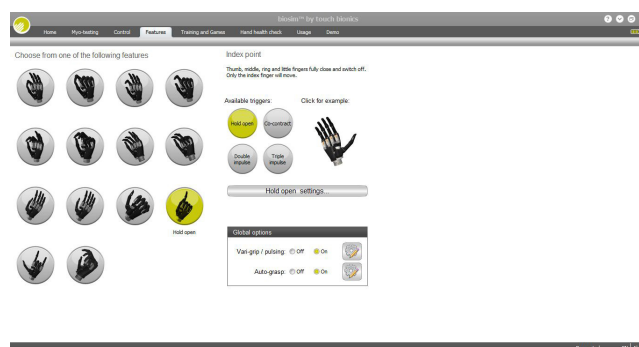 biosim™ by touch bionics
Home Myo-testing Control Features Training and Games Hand health check Usage Demo
Choose from one of the following features
Index point
Thumb, middle, ring and little fingers fully close and switch off.
Only the index finger will move.
Available triggers: Click for example:
Hold open Co-contract
Double impulse Triple impulse
Hold open settings...
Hold open
Global options
Vari-grip / pulsing: Off On
Auto-grasp: Off On